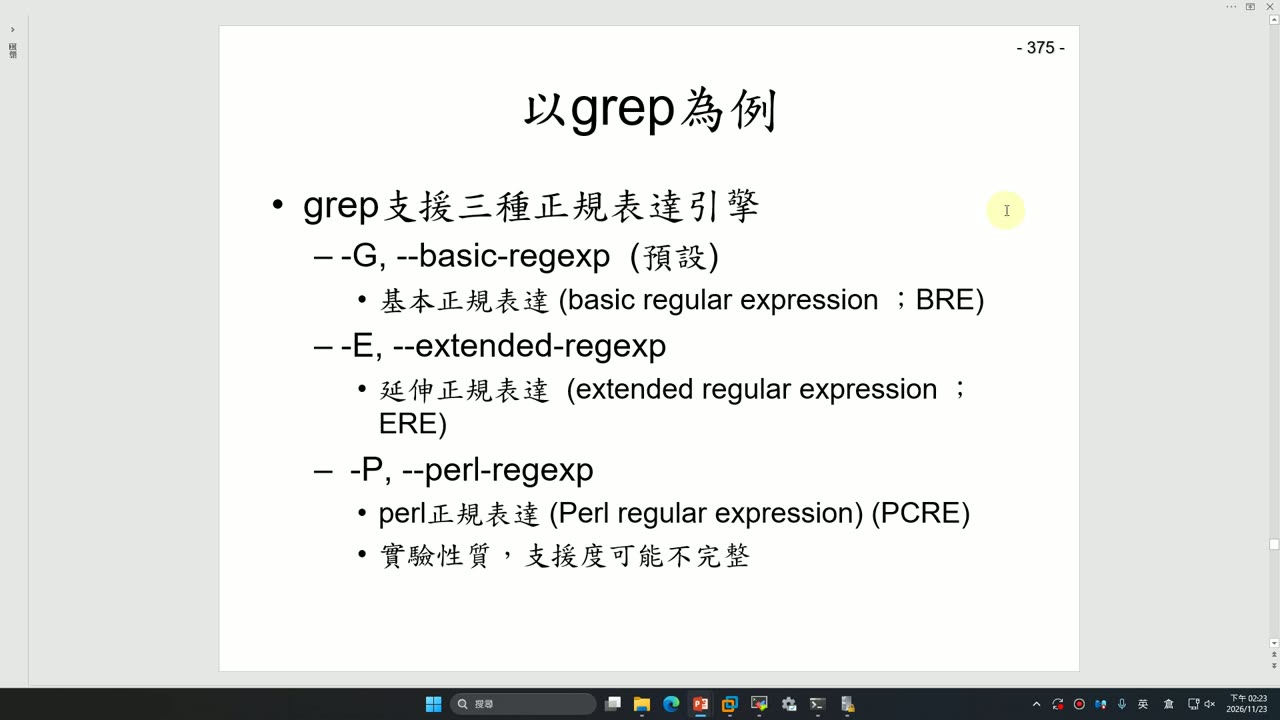 - 375 -
以grep為例
• grep支援三種正規表達引擎
– -G, --basic-regexp (預設)
• 基本正規表達 (basic regular expression ；BRE)
– -E, --extended-regexp
• 延伸正規表達 (extended regular expression ；
ERE)
– -P, --perl-regexp
• perl正規表達 (Perl regular expression) (PCRE)
• 實驗性質，支援度可能不完整
搜尋
英
下午 02:23
2026/11/23